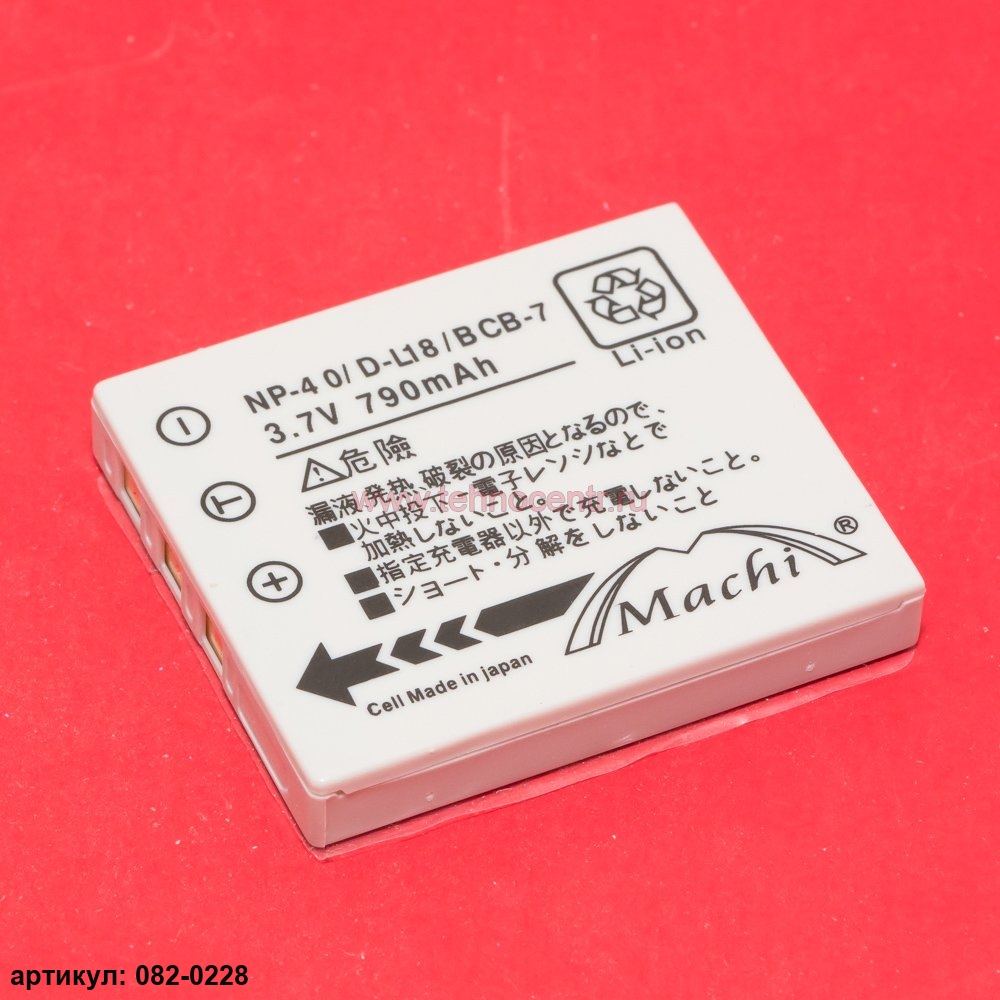 NP-40/D-L18/BCB-7
3.7V 790mAh
Li-ion
危險
漏液、発热、破裂の原因となるので、
■火中投入、電子レソジなとで
加熱しないこと。
■指定充電器以外で充電しないこと。
■ショート・分解をしないこと
Machi®
Cell Made in japan
www.tehnocentr.ru
артикул: 082-0228